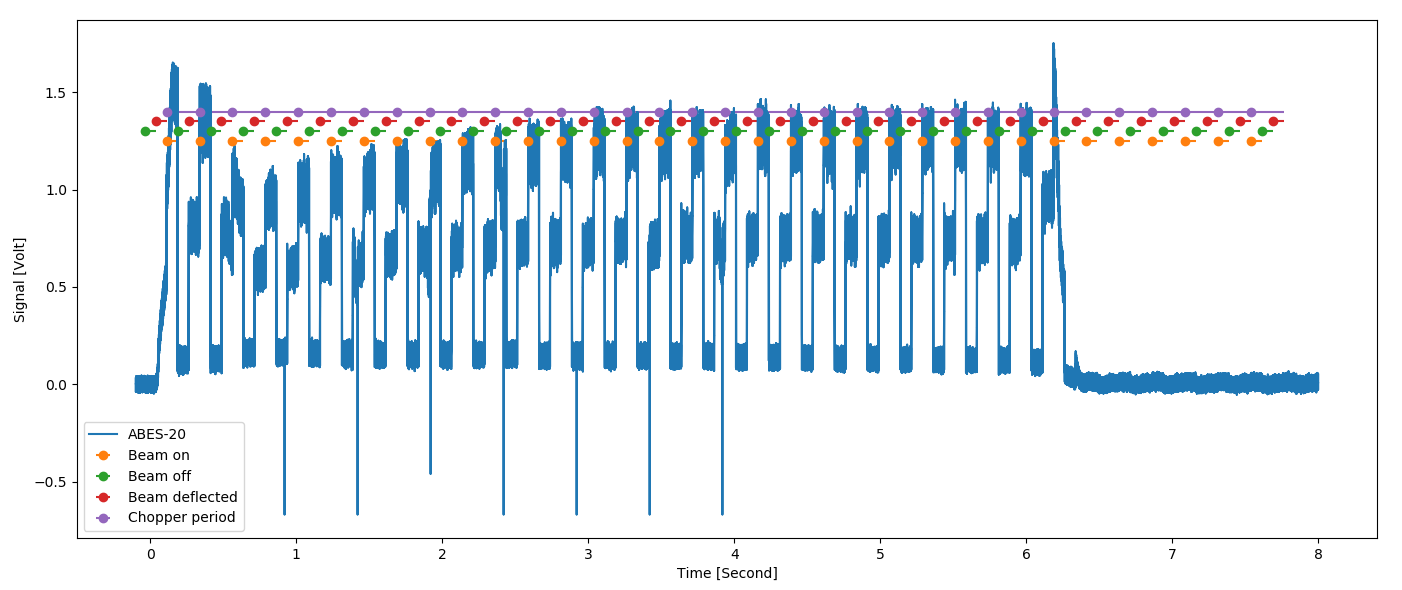 1.5
1.0
0.5
0.0
−0.5
Signal [Volt]
ABES-20
Beam on
Beam off
Beam deflected
Chopper period
0 1 2 3 4 5 6 7 8
Time [Second]